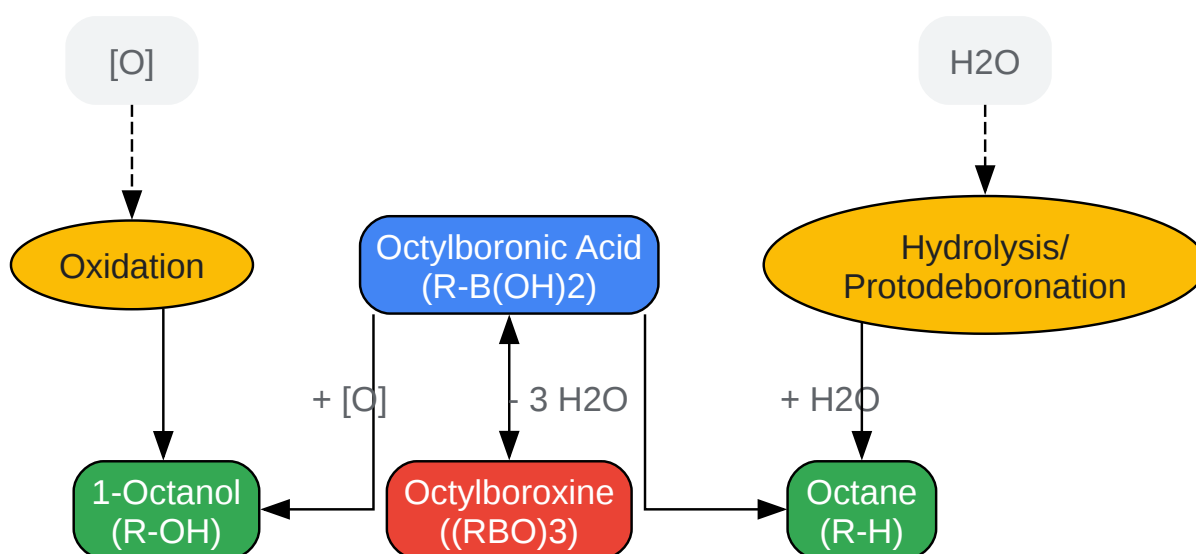 [O]
H2O
Oxidation
Octylboronic Acid
(R-B(OH)2)
Hydrolysis/
Protodeboronation
+ [O]
- 3 H2O
+ H2O
1-Octanol
(R-OH)
Octylboroxine
((RBO)3)
Octane
(R-H)